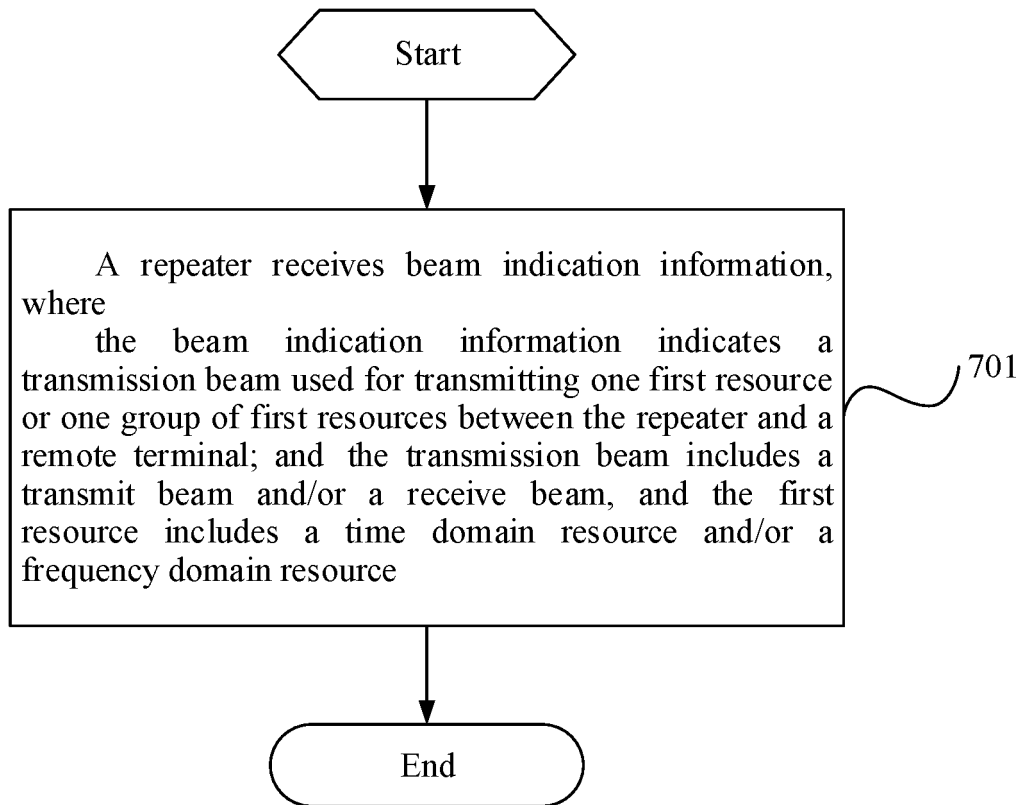 Start
A repeater receives beam indication information,
where
the beam indication information indicates a
transmission beam used for transmitting one first resource
or one group of first resources between the repeater and a
remote terminal; and the transmission beam includes a
transmit beam and/or a receive beam, and the first
resource includes a time domain resource and/or a
frequency domain resource
701
End